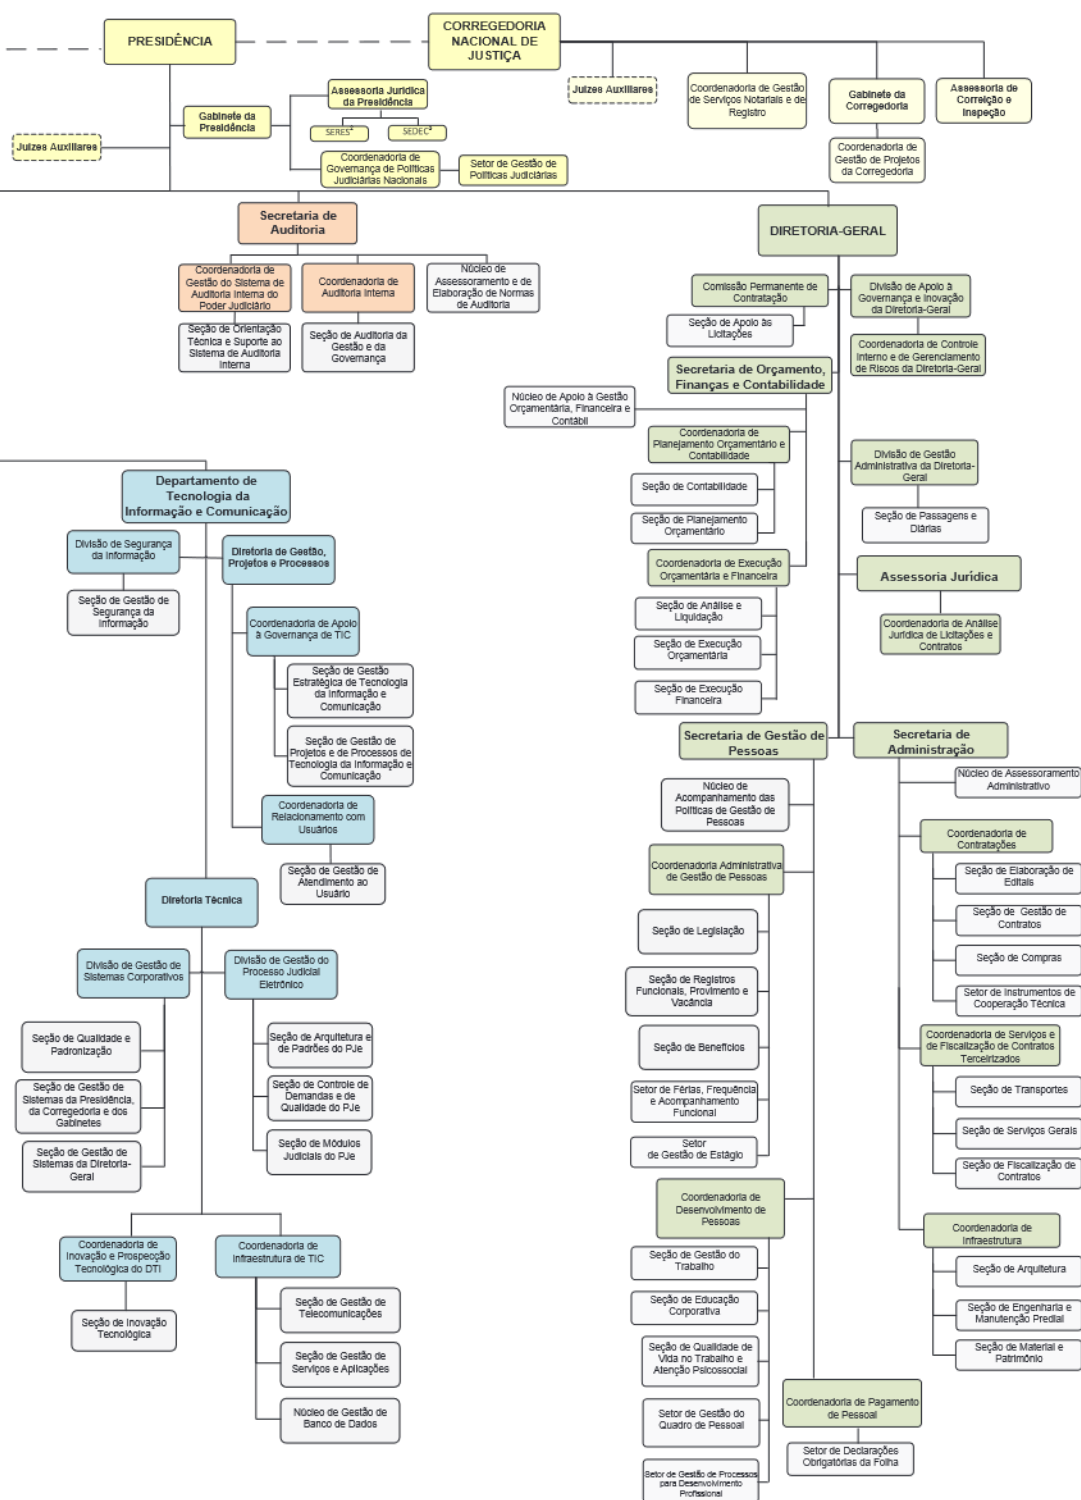 PRESIDÊNCIA
CORREGEDORIA
NACIONAL DE
JUSTIÇA
Juizes Auxiliares
Coordenadoria de Gestão
de Serviços Notariais e de
Registro
Gabinete da
Corregedoria
Assessoria de
Correição e
Inspeção
Coordenadoria de
Gestão de Projetos
da Corregedoria
Assessoria Jurídica
da Presidência
SERES²
SEDEC³
Gabinete da
Presidência
Juizes Auxiliares
Coordenadoria de
Governança de Políticas
Judiciárias Nacionais
Setor de Gestão de
Políticas Judiciárias
Secretaria de
Auditoria
Coordenadoria de
Gestão do Sistema de
Auditoria Interna do
Poder Judiciário
Coordenadoria de
Auditoria Interna
Núcleo de
Assessoramento e de
Elaboração de Normas
de Auditoria
Seção de Orientação
Técnica e Suporte ao
Sistema de Auditoria
Interna
Seção de Auditoria da
Gestão e da
Governança
DIRETORIA-GERAL
Comissão Permanente de
Contratação
Divisão de Apoio à
Governança e Inovação
da Diretoria-Geral
Seção de Apoio às
Licitações
Coordenadoria de Controle
Interno e de Gerenciamento
de Riscos da Diretoria-Geral
Secretaria de Orçamento,
Finanças e Contabilidade
Núcleo de Apoio à Gestão
Orçamentária, Financeira e
Contábil
Coordenadoria de
Planejamento Orçamentário e
Contabilidade
Seção de Contabilidade
Seção de Planejamento
Orçamentário
Coordenadoria de Execução
Orçamentária e Financeira
Seção de Análise e
Liquidação
Seção de Execução
Orçamentária
Seção de Execução
Financeira
Divisão de Gestão
Administrativa da Diretoria-
Geral
Seção de Passagens e
Diárias
Assessoria Jurídica
Coordenadoria de Análise
Jurídica de Licitações e
Contratos
Departamento de
Tecnologia da
Informação e Comunicação
Divisão de Segurança
da Informação
Seção de Gestão de
Segurança da
Informação
Diretoria de Gestão,
Projetos e Processos
Coordenadoria de Apoio
à Governança de TIC
Seção de Gestão
Estratégica de Tecnologia
da Informação e
Comunicação
Seção de Gestão de
Projetos e de Processos de
Tecnologia da Informação e
Comunicação
Coordenadoria de
Relacionamento com
Usuários
Seção de Gestão de
Atendimento ao
Usuário
Diretoria Técnica
Divisão de Gestão de
Sistemas Corporativos
Divisão de Gestão do
Processo Judicial
Eletrônico
Seção de Qualidade e
Padronização
Seção de Gestão de
Sistemas da Presidência,
da Corregedoria e dos
Gabinetes
Seção de Gestão de
Sistemas da Diretoria-
Geral
Seção de Arquitetura e
de Padrões do PJe
Seção de Controle de
Demandas e de
Qualidade do PJe
Seção de Módulos
Judiciais do PJe
Coordenadoria de
Inovação e Prospecção
Tecnológica do DTI
Seção de Inovação
Tecnológica
Coordenadoria de
Infraestrutura de TIC
Seção de Gestão de
Telecomunicações
Seção de Gestão de
Serviços e Aplicações
Núcleo de Gestão de
Banco de Dados
Secretaria de Gestão de
Pessoas
Núcleo de
Acompanhamento das
Políticas de Gestão de
Pessoas
Coordenadoria Administrativa
de Gestão de Pessoas
Seção de Legislação
Seção de Registros
Funcionais, Provimento e
Vacância
Seção de Benefícios
Setor de Férias, Frequência
e Acompanhamento
Funcional
Setor
de Gestão de Estágio
Coordenadoria de
Desenvolvimento de
Pessoas
Seção de Gestão do
Trabalho
Seção de Educação
Corporativa
Seção de Qualidade de
Vida no Trabalho e
Atenção Psicossocial
Setor de Gestão do
Quadro de Pessoal
Setor de Gestão de Processos
para Desenvolvimento
Profissional
Coordenadoria de Pagamento
de Pessoal
Setor de Declarações
Obrigatórias da Folha
Secretaria de
Administração
Núcleo de Assessoramento
Administrativo
Coordenadoria de
Contratações
Seção de Elaboração de
Editais
Seção de Gestão de
Contratos
Seção de Compras
Setor de Instrumentos de
Cooperação Técnica
Coordenadoria de Serviços e
de Fiscalização de Contratos
Terceirizados
Seção de Transportes
Seção de Serviços Gerais
Seção de Fiscalização de
Contratos
Coordenadoria de
Infraestrutura
Seção de Arquitetura
Seção de Engenharia e
Manutenção Predial
Seção de Material e
Patrimônio